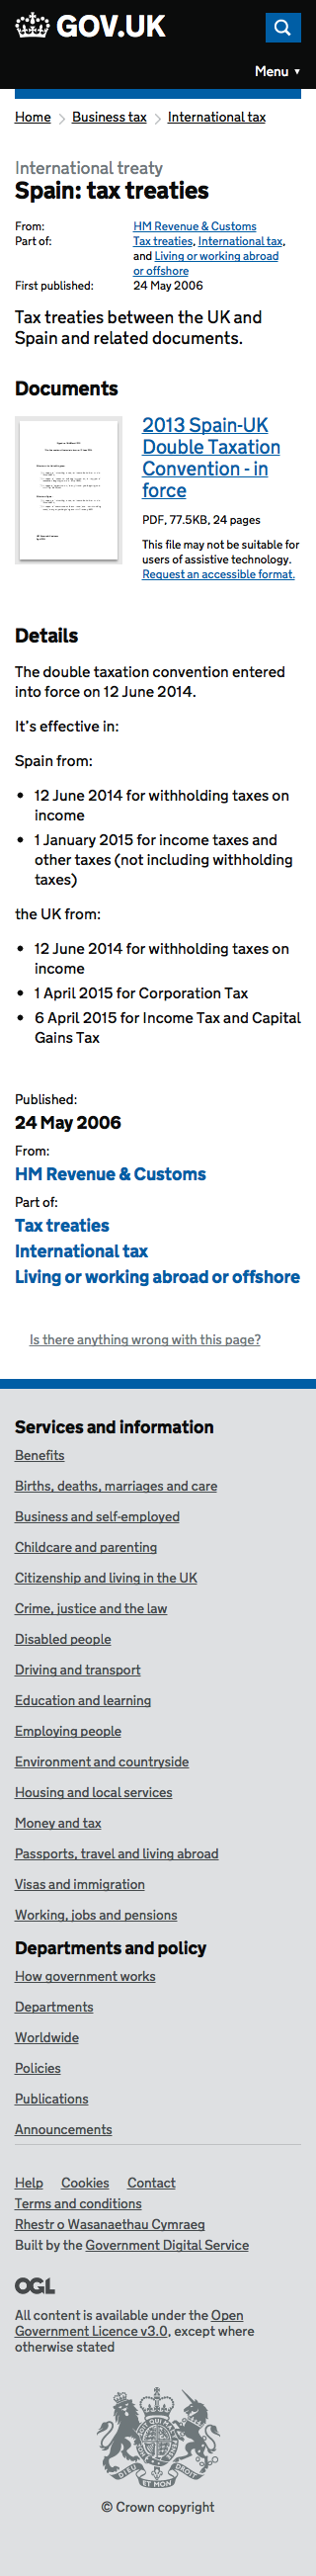 GOV.UK
Menu ▼
Home
Business tax
International tax
International treaty
Spain: tax treaties
From: HM Revenue & Customs
Part of: Tax treaties, International tax,
and Living or working abroad
or offshore
First published: 24 May 2006
Tax treaties between the UK and
Spain and related documents.
Documents
2013 Spain-UK
Double Taxation
Convention - in
force
PDF, 77.5KB, 24 pages
This file may not be suitable for
users of assistive technology.
Request an accessible format.
Details
The double taxation convention entered
into force on 12 June 2014.
It’s effective in:
Spain from:
• 12 June 2014 for withholding taxes on
income
• 1 January 2015 for income taxes and
other taxes (not including withholding
taxes)
the UK from:
• 12 June 2014 for withholding taxes on
income
• 1 April 2015 for Corporation Tax
• 6 April 2015 for Income Tax and Capital
Gains Tax
Published:
24 May 2006
From:
HM Revenue & Customs
Part of:
Tax treaties
International tax
Living or working abroad or offshore
Is there anything wrong with this page?
Services and information
Benefits
Births, deaths, marriages and care
Business and self-employed
Childcare and parenting
Citizenship and living in the UK
Crime, justice and the law
Disabled people
Driving and transport
Education and learning
Employing people
Environment and countryside
Housing and local services
Money and tax
Passports, travel and living abroad
Visas and immigration
Working, jobs and pensions
Departments and policy
How government works
Departments
Worldwide
Policies
Publications
Announcements
Help Cookies Contact
Terms and conditions
Rhestr o Wasanaethau Cymraeg
Built by the Government Digital Service
OGL
All content is available under the Open
Government Licence v3.0, except where
otherwise stated
DIEU ET MON DROIT
© Crown copyright